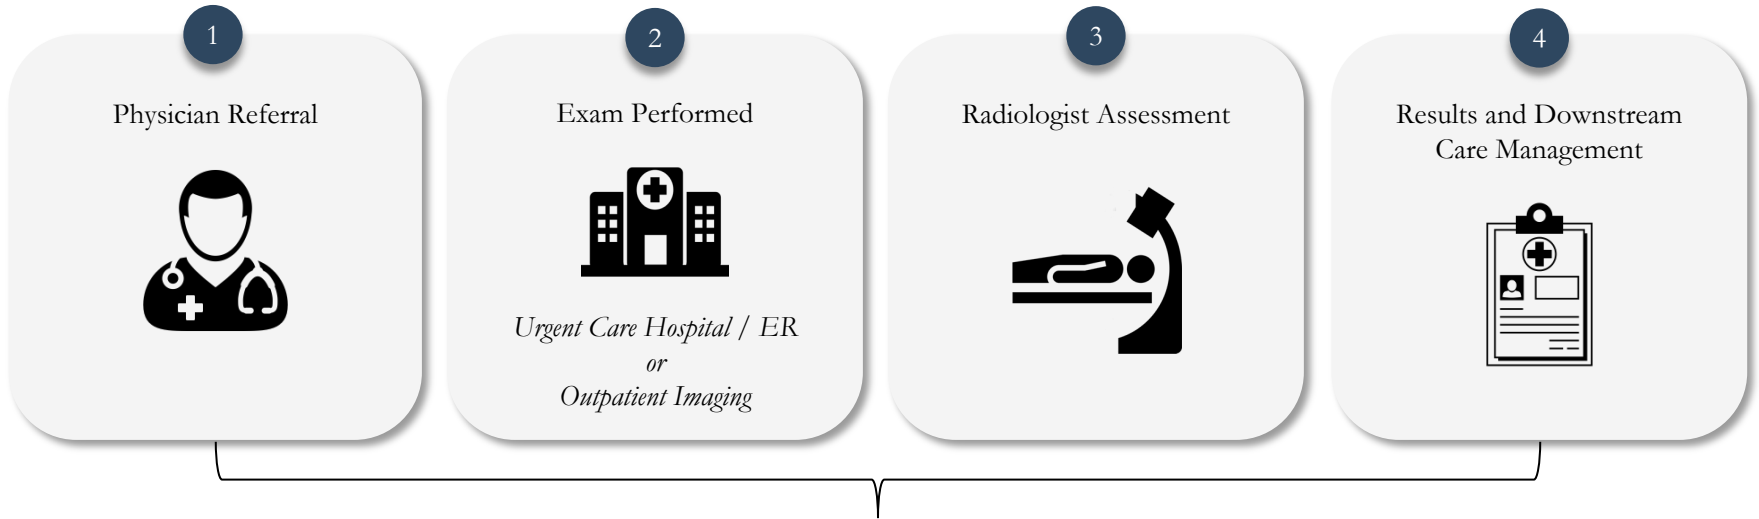 1
Physician Referral
2
Exam Performed
Urgent Care Hospital / ER
or
Outpatient Imaging
3
Radiologist Assessment
4
Results and Downstream
Care Management